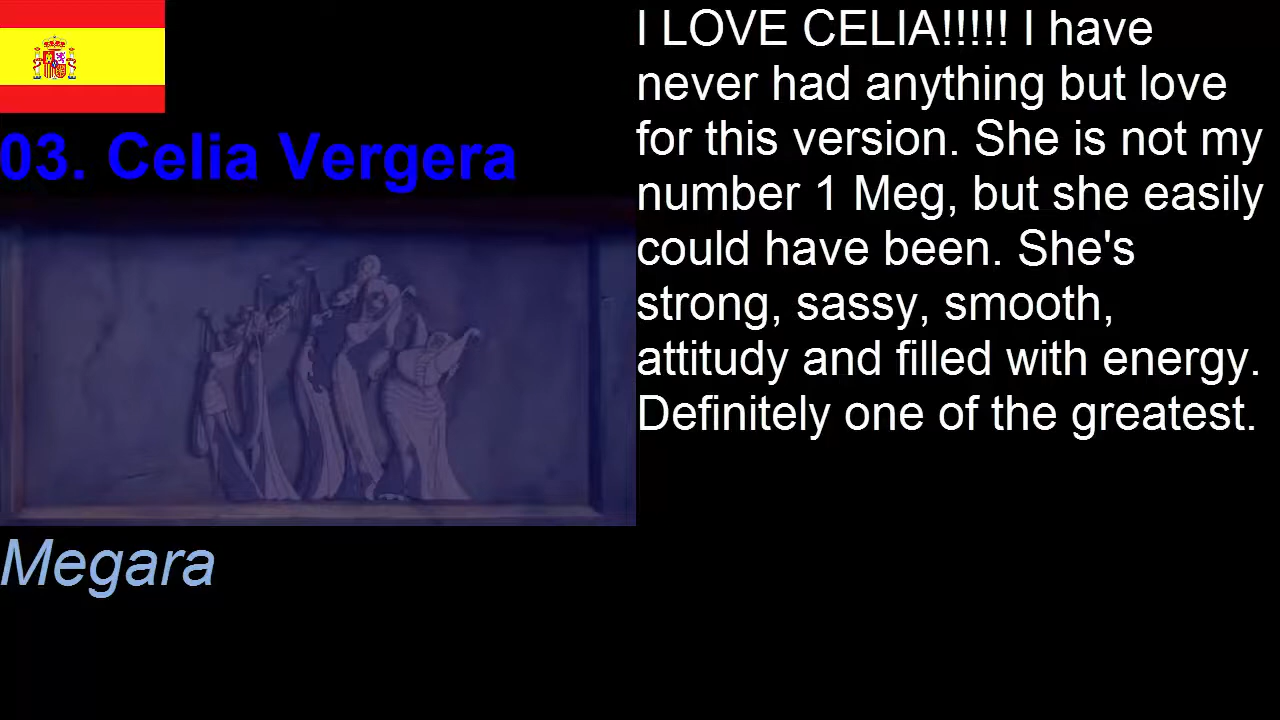 03. Celia Vergera
Megara
I LOVE CELIA!!!!! I have
never had anything but love
for this version. She is not my
number 1 Meg, but she easily
could have been. She's
strong, sassy, smooth,
attitudy and filled with energy.
Definitely one of the greatest.